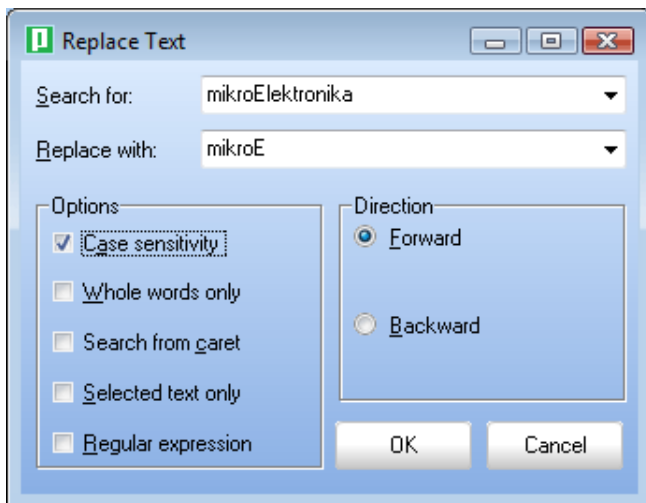 Replace Text
Search for: mikroElektronika
Replace with: mikroE
Options
Case sensitivity
Whole words only
Search from caret
Selected text only
Regular expression
Direction
Forward
Backward
OK Cancel